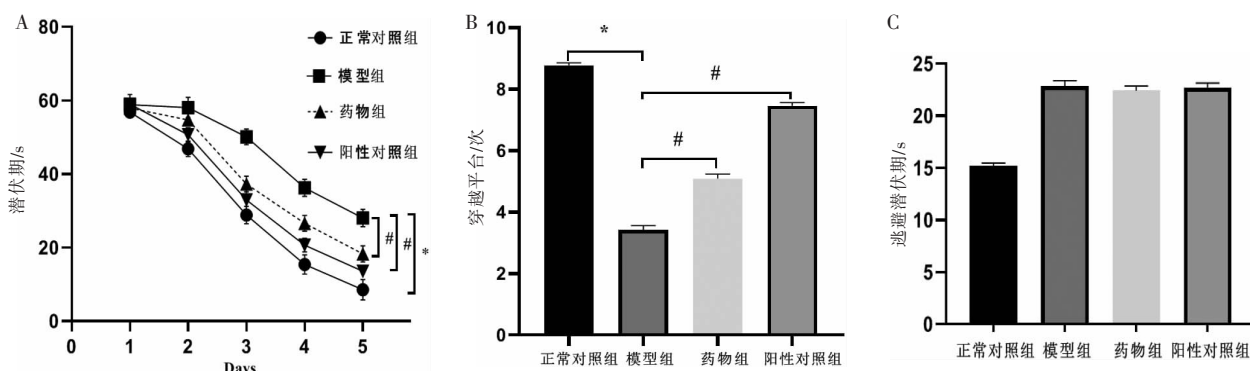 A
潜伏期/s
80
60
40
20
0
0 1 2 3 4 5
Days
正常对照组
模型组
药物组
阳性对照组
# # *
B
穿越平台/次
10
8
6
4
2
0
*
#
#
正常对照组 模型组 药物组 阳性对照组
C
逃避潜伏期/s
25
20
15
10
5
0
正常对照组 模型组 药物组 阳性对照组